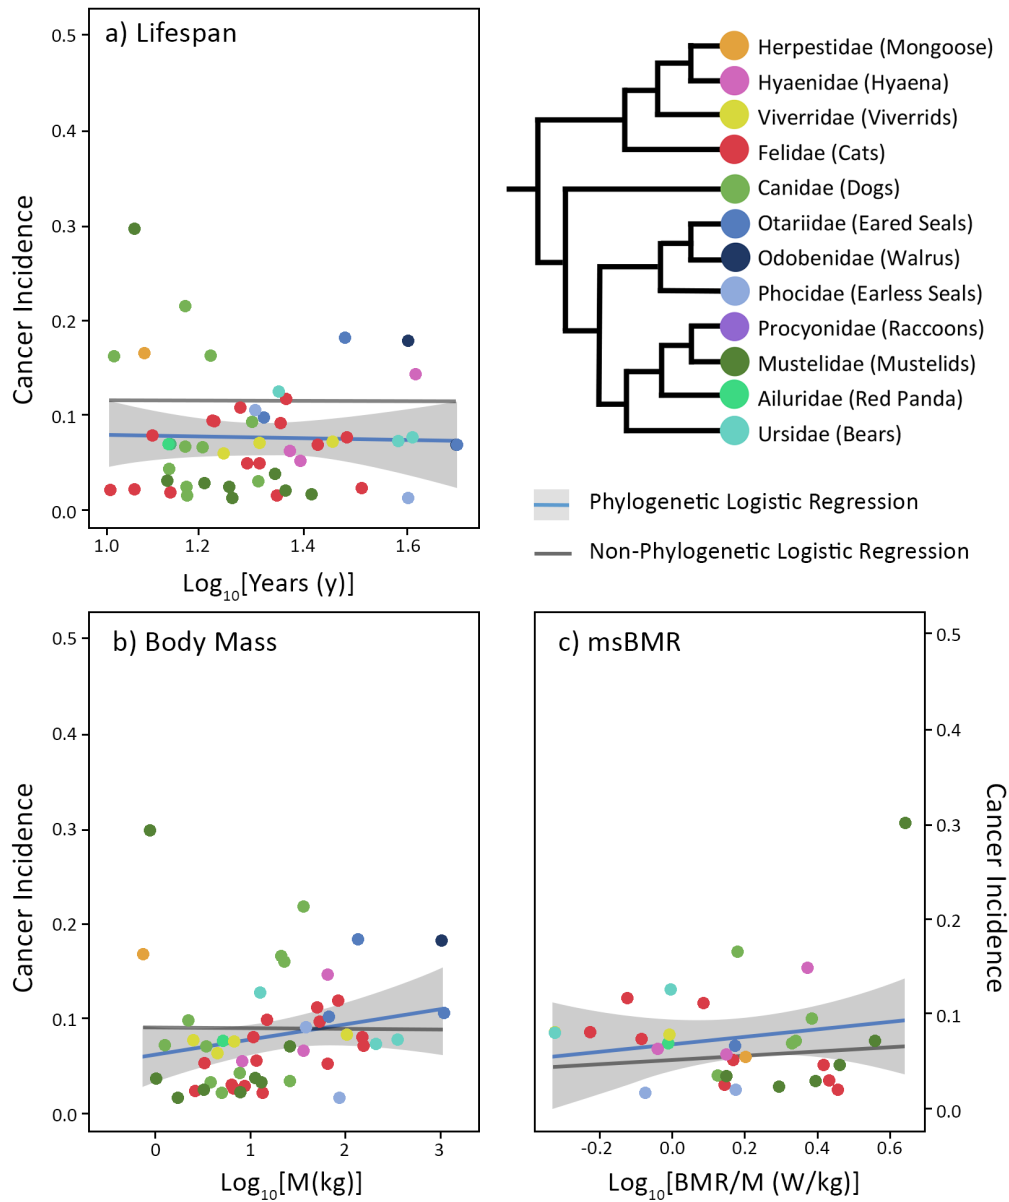 a) Lifespan
0.5
0.4
0.3
0.2
0.1
0.0
Cancer Incidence
1.0 1.2 1.4 1.6
Log10[Years (y)]
Herpestidae (Mongoose)
Hyaenidae (Hyaena)
Viverridae (Viverrids)
Felidae (Cats)
Canidae (Dogs)
Otariidae (Eared Seals)
Odobenidae (Walrus)
Phocidae (Earless Seals)
Procyonidae (Raccoons)
Mustelidae (Mustelids)
Ailuridae (Red Panda)
Ursidae (Bears)
Phylogenetic Logistic Regression
Non-Phylogenetic Logistic Regression
b) Body Mass
0.5
0.4
0.3
0.2
0.1
0.0
Cancer Incidence
0 1 2 3
Log10[M(kg)]
c) msBMR
0.5
0.4
0.3
0.2
0.1
0.0
Cancer Incidence
-0.2 0.0 0.2 0.4 0.6
Log10[BMR/M (W/kg)]